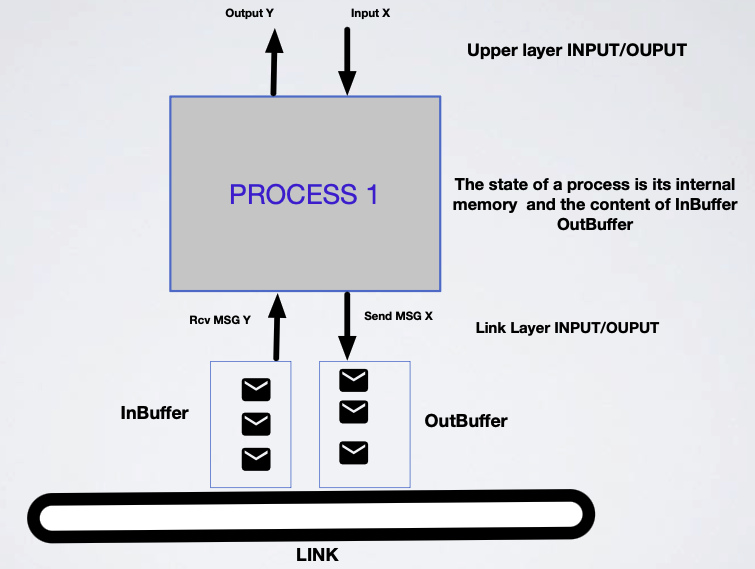 Output Y
Input X
Upper layer INPUT/OUPUT
PROCESS 1
The state of a process is its internal
memory and the content of InBuffer
OutBuffer
Rcv MSG Y
Send MSG X
Link Layer INPUT/OUPUT
InBuffer
OutBuffer
LINK